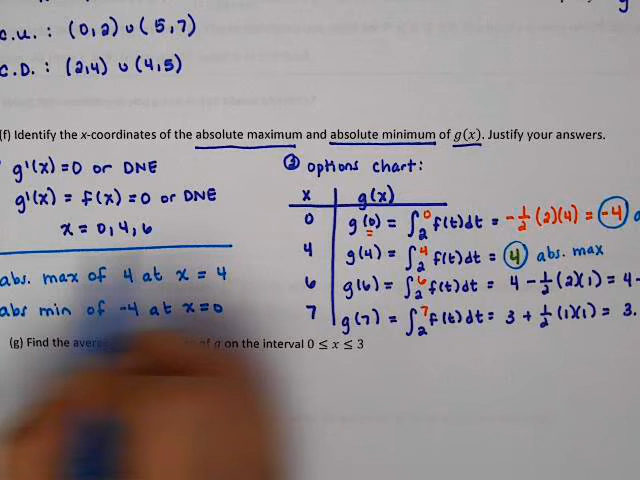 C.U. : (0,2) ∪ (5,7)
C.D. : (2,4) ∪ (4,5)
(f) Identify the x-coordinates of the absolute maximum and absolute minimum of g(x). Justify your answers.
g'(x) = 0 or DNE
g'(x) = f(x) = 0 or DNE
x = 0, 4, 6
abs. max of 4 at x = 4
abs min of -4 at x = 0
② options chart:
x g(x)
0 g(0) = ∫₂⁰ f(t)dt = -1/2 (2)(4) = -4
4 g(4) = ∫₂⁴ f(t)dt = 4 abs. max
6 g(6) = ∫₂⁶ f(t)dt = 4 - 1/2 (2)(1) = 4-
7 g(7) = ∫₂⁷ f(t)dt = 3 + 1/2 (1)(1) = 3.
(g) Find the g on the interval 0 ≤ x ≤ 3